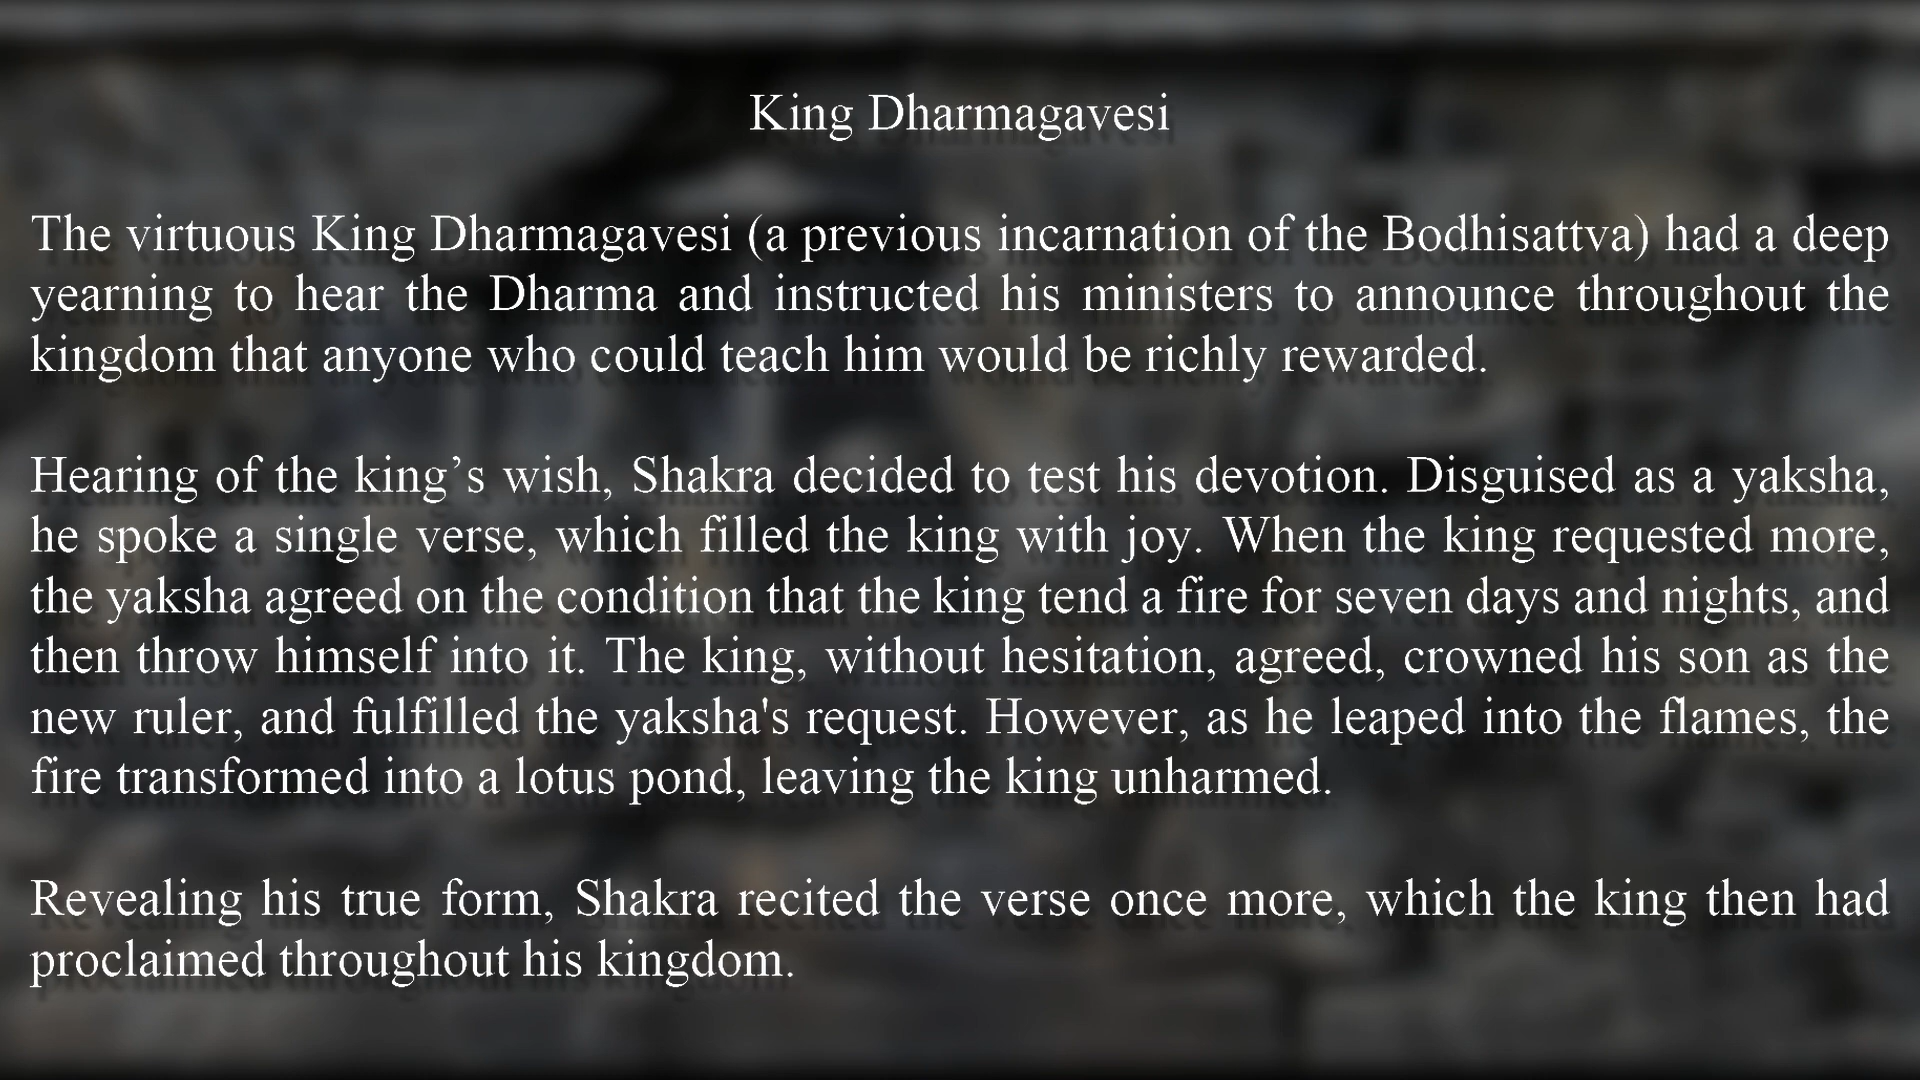 King Dharmagavesi
The virtuous King Dharmagavesi (a previous incarnation of the Bodhisattva) had a deep
yearning to hear the Dharma and instructed his ministers to announce throughout the
kingdom that anyone who could teach him would be richly rewarded.
Hearing of the king’s wish, Shakra decided to test his devotion. Disguised as a yaksha,
he spoke a single verse, which filled the king with joy. When the king requested more,
the yaksha agreed on the condition that the king tend a fire for seven days and nights, and
then throw himself into it. The king, without hesitation, agreed, crowned his son as the
new ruler, and fulfilled the yaksha's request. However, as he leaped into the flames, the
fire transformed into a lotus pond, leaving the king unharmed.
Revealing his true form, Shakra recited the verse once more, which the king then had
proclaimed throughout his kingdom.